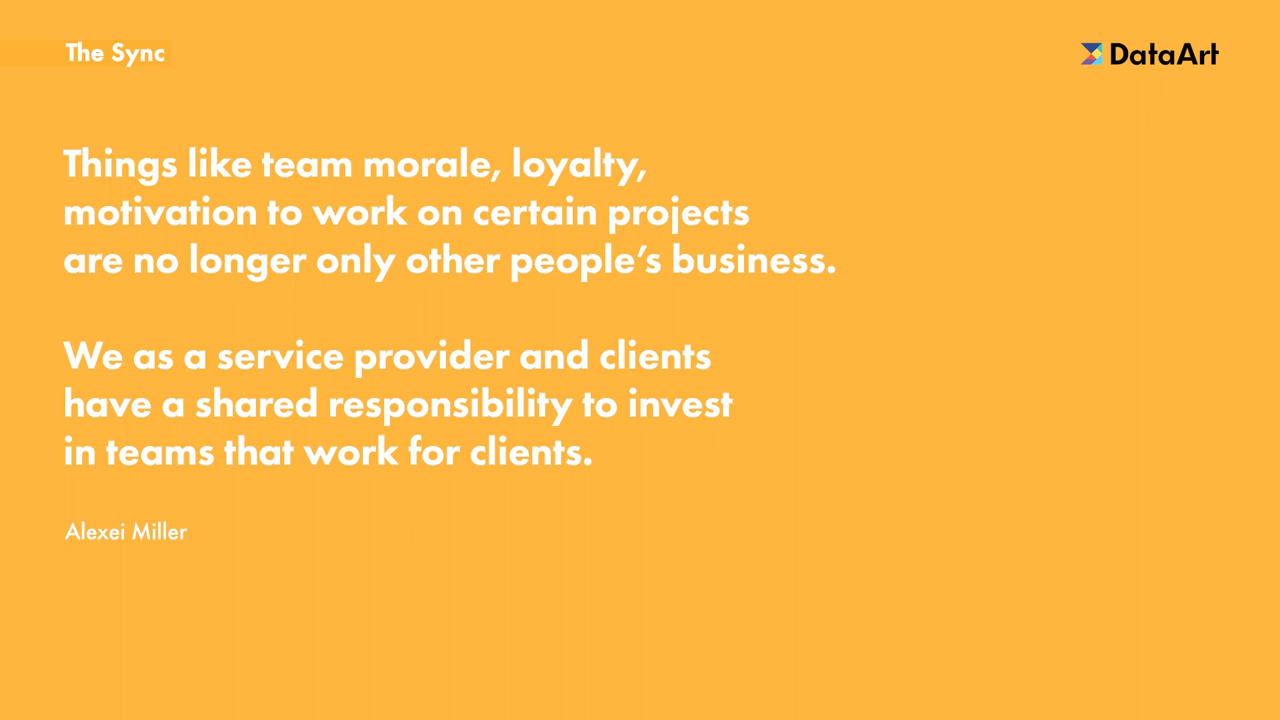 The Sync
DataArt
Things like team morale, loyalty,
motivation to work on certain projects
are no longer only other people’s business.
We as a service provider and clients
have a shared responsibility to invest
in teams that work for clients.
Alexei Miller